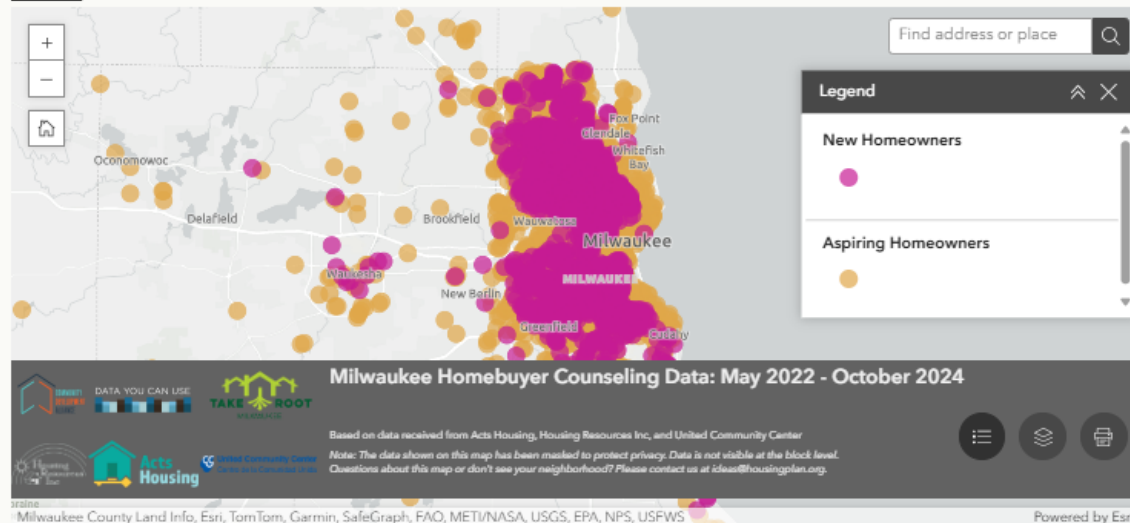 +
−
Find address or place
Legend
New Homeowners
Aspiring Homeowners
Fox Point
Glendale
Whitefish
Bay
Oconomowoc
Delafield
Brookfield
Wauwatosa
Milwaukee
Waukesha
MILWAUKEE
New Berlin
Greenfield
Cudahy
Milwaukee Homebuyer Counseling Data: May 2022 - October 2024
DATA YOU CAN USE
TAKE ROOT
MILWAUKEE
Based on data received from Acts Housing, Housing Resources Inc, and United Community Center
Note: The data shown on this map has been masked to protect privacy. Data is not visible at the block level.
Questions about this map or don't see your neighborhood? Please contact us at ideas@housingplan.org.
Housing
Resources
Inc
Acts
Housing
United Community Center
Milwaukee County Land Info, Esri, TomTom, Garmin, SafeGraph, FAO, METI/NASA, USGS, EPA, NPS, USFWS
Powered by Esr